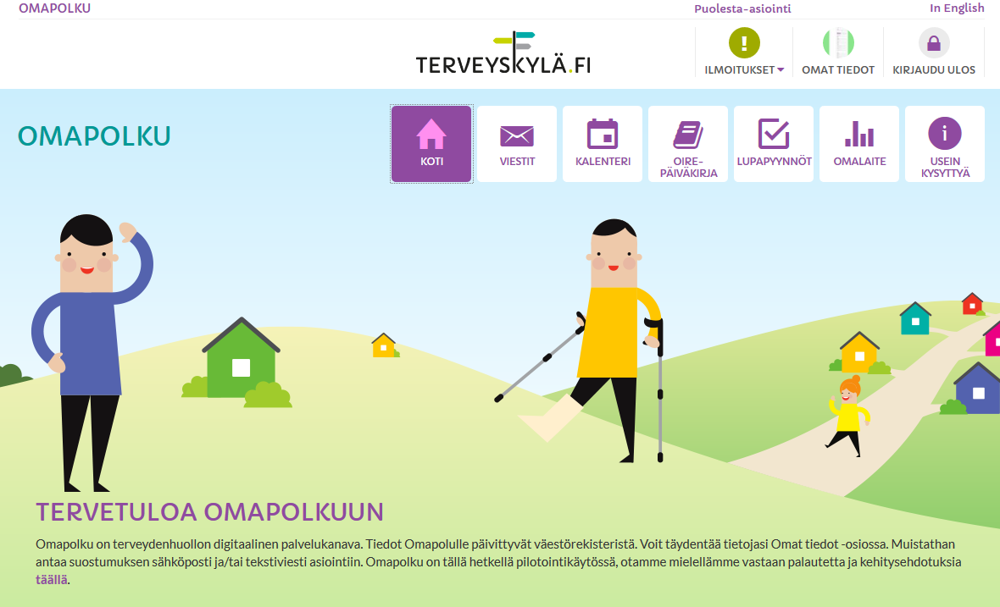 OMAPOLKU
Puolesta-asiointi
In English
TERVEYSKYLÄ.FI
ILMOITUKSET
OMAT TIEDOT
KIRJAUDU ULOS
OMAPOLKU
KOTI
VIESTIT
KALENTERI
OIRE-
PÄIVÄKIRJA
LUPAPYYNNÖT
OMALAITE
USEIN
KYSYTTYÄ
TERVETULOA OMAPOLKUUN
Omapolku on terveydenhuollon digitaalinen palvelukanava. Tiedot Omapolulle päivittyvät väestörekisteristä. Voit täydentää tietojasi Omat tiedot -osiossa. Muistathan
antaa suostumuksen sähköposti ja/tai tekstiviesti asiointiin. Omapolku on tällä hetkellä pilotointikäytössä, otamme mielellämme vastaan palautetta ja kehitysehdotuksia
täällä.